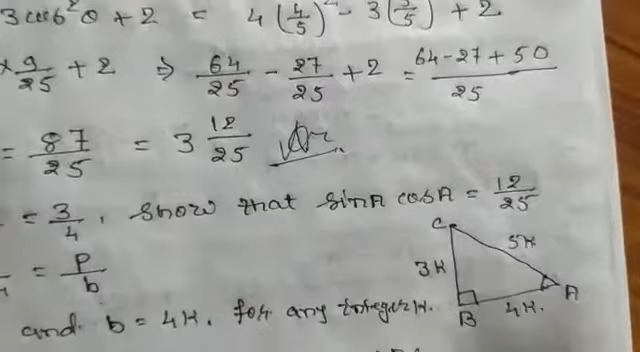 3cos²θ + 2 = 4(4/5)² - 3(3/5) + 2
× 9/25 + 2 ⇒ 64/25 - 27/25 + 2 = 64-27+50/25
= 87/25 = 3 12/25
= 3/4, show that sinA cosA = 12/25
= P/b
C
5K
3K
B
4K.
A
and b = 4K. for any integer K.